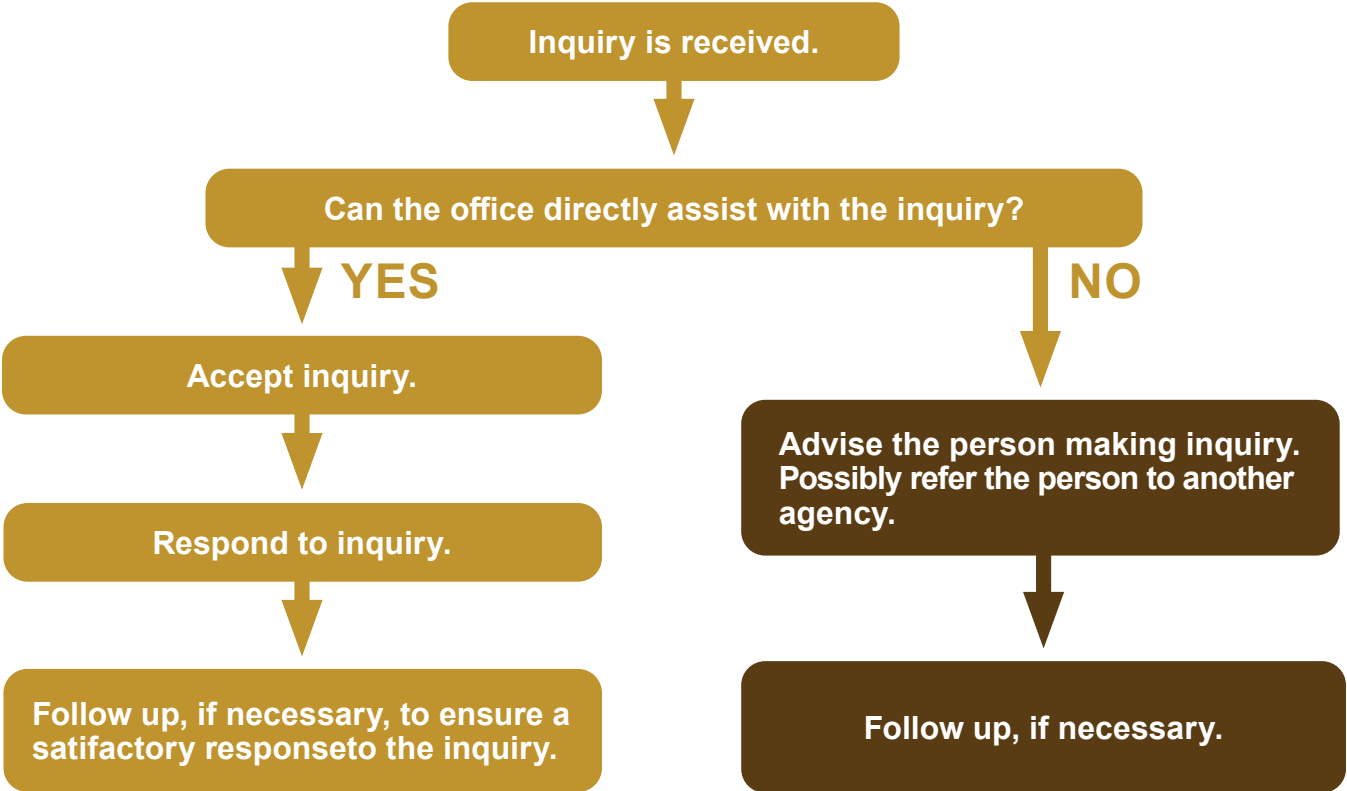 Inquiry is received.
Can the office directly assist with the inquiry?
YES
NO
Accept inquiry.
Respond to inquiry.
Follow up, if necessary, to ensure a
satifactory responseto the inquiry.
Advise the person making inquiry.
Possibly refer the person to another
agency.
Follow up, if necessary.